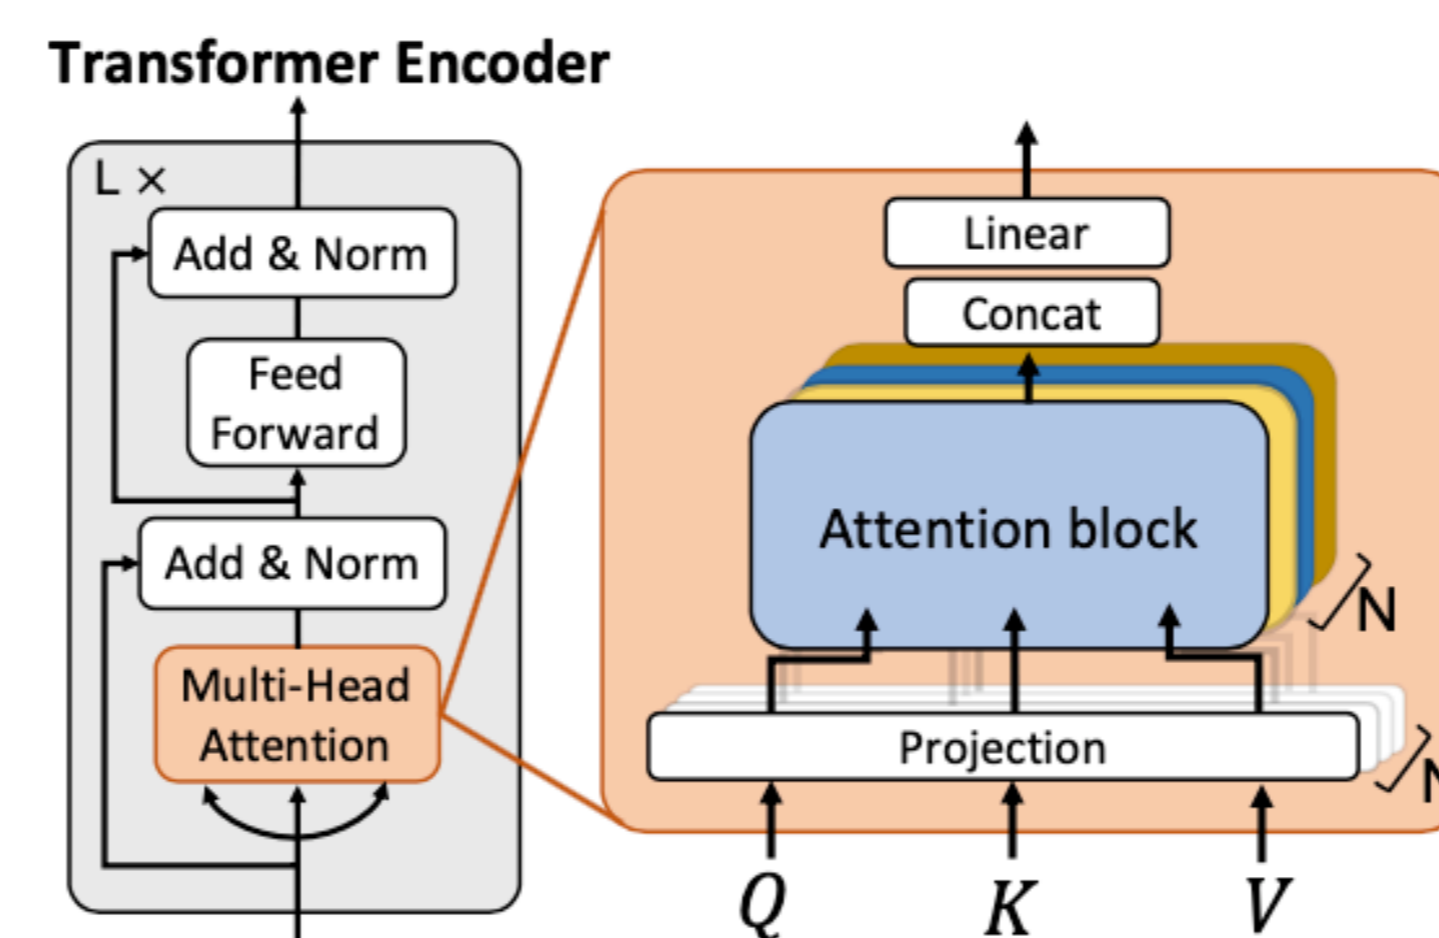 Transformer Encoder
L ×
Add & Norm
Feed
Forward
Add & Norm
Multi-Head
Attention
Linear
Concat
Attention block
N
Projection
Q K V